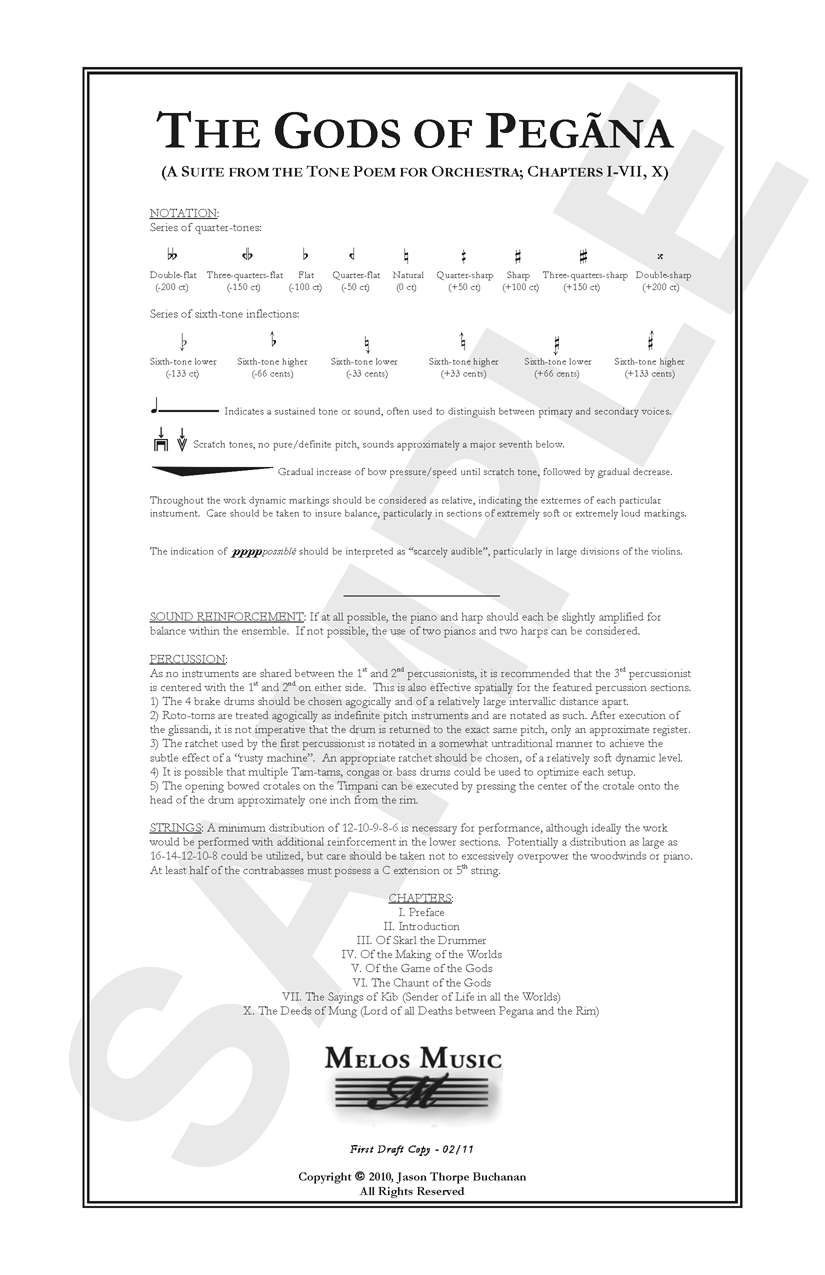 THE GODS OF PEGÃNA
(A SUITE FROM THE TONE POEM FOR ORCHESTRA; CHAPTERS I-VII, X)
NOTATION:
Series of quarter-tones:
Double-flat Three-quarters-flat Flat Quarter-flat Natural Quarter-sharp Sharp Three-quarters-sharp Double-sharp
(-200 ct) (-150 ct) (-100 ct) (-50 ct) (0 ct) (+50 ct) (+100 ct) (+150 ct) (+200 ct)
Series of sixth-tone inflections:
Sixth-tone lower Sixth-tone higher Sixth-tone lower Sixth-tone higher Sixth-tone lower Sixth-tone higher
(-133 ct) (-66 cents) (-33 cents) (+33 cents) (+66 cents) (+133 cents)
Indicates a sustained tone or sound, often used to distinguish between primary and secondary voices.
Scratch tones, no pure/definite pitch, sounds approximately a major seventh below.
Gradual increase of bow pressure/speed until scratch tone, followed by gradual decrease.
Throughout the work dynamic markings should be considered as relative, indicating the extremes of each particular
instrument. Care should be taken to insure balance, particularly in sections of extremely soft or extremely loud markings.
The indication of pppp possible should be interpreted as “scarcely audible”, particularly in large divisions of the violins.
SOUND REINFORCEMENT: If at all possible, the piano and harp should each be slightly amplified for
balance within the ensemble. If not possible, the use of two pianos and two harps can be considered.
PERCUSSION:
As no instruments are shared between the 1st and 2nd percussionists, it is recommended that the 3rd percussionist
is centered with the 1st and 2nd on either side. This is also effective spatially for the featured percussion sections.
1) The 4 brake drums should be chosen agogically and of a relatively large intervallic distance apart.
2) Roto-toms are treated agogically as indefinite pitch instruments and are notated as such. After execution of
the glissandi, it is not imperative that the drum is returned to the exact same pitch, only an approximate register.
3) The ratchet used by the first percussionist is notated in a somewhat untraditional manner to achieve the
subtle effect of a “rusty machine”. An appropriate ratchet should be chosen, of a relatively soft dynamic level.
4) It is possible that multiple Tam-tams, congas or bass drums could be used to optimize each setup.
5) The opening bowed crotales on the Timpani can be executed by pressing the center of the crotale onto the
head of the drum approximately one inch from the rim.
STRINGS: A minimum distribution of 12-10-9-8-6 is necessary for performance, although ideally the work
would be performed with additional reinforcement in the lower sections. Potentially a distribution as large as
16-14-12-10-8 could be utilized, but care should be taken not to excessively overpower the woodwinds or piano.
At least half of the contrabasses must possess a C extension or 5th string.
CHAPTERS:
I. Preface
II. Introduction
III. Of Skarl the Drummer
IV. Of the Making of the Worlds
V. Of the Game of the Gods
VI. The Chaunt of the Gods
VII. The Sayings of Kib (Sender of Life in all the Worlds)
X. The Deeds of Mung (Lord of all Deaths between Pegana and the Rim)
MELOS MUSIC
M
First Draft Copy - 02/11
Copyright © 2010, Jason Thorpe Buchanan
All Rights Reserved
SAMPLE